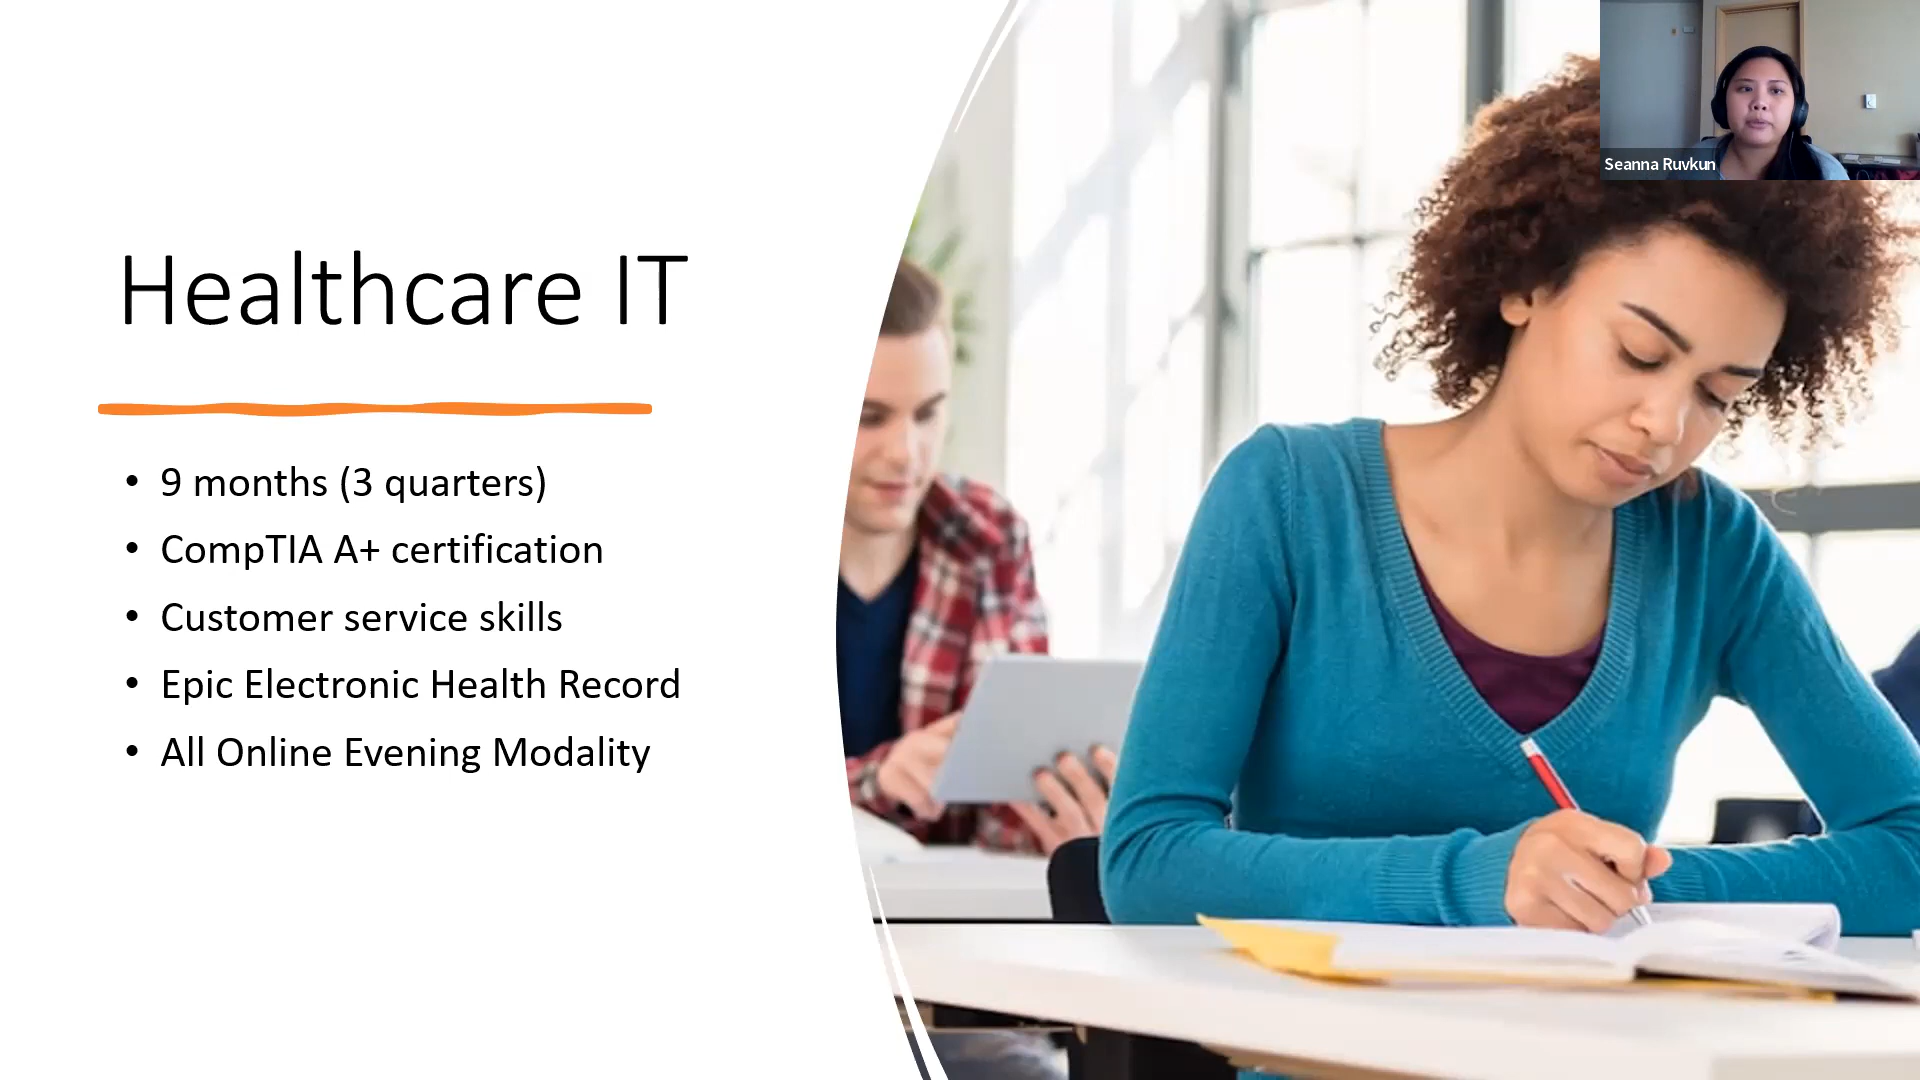 Seanna Ruvkun
Healthcare IT
• 9 months (3 quarters)
• CompTIA A+ certification
• Customer service skills
• Epic Electronic Health Record
• All Online Evening Modality